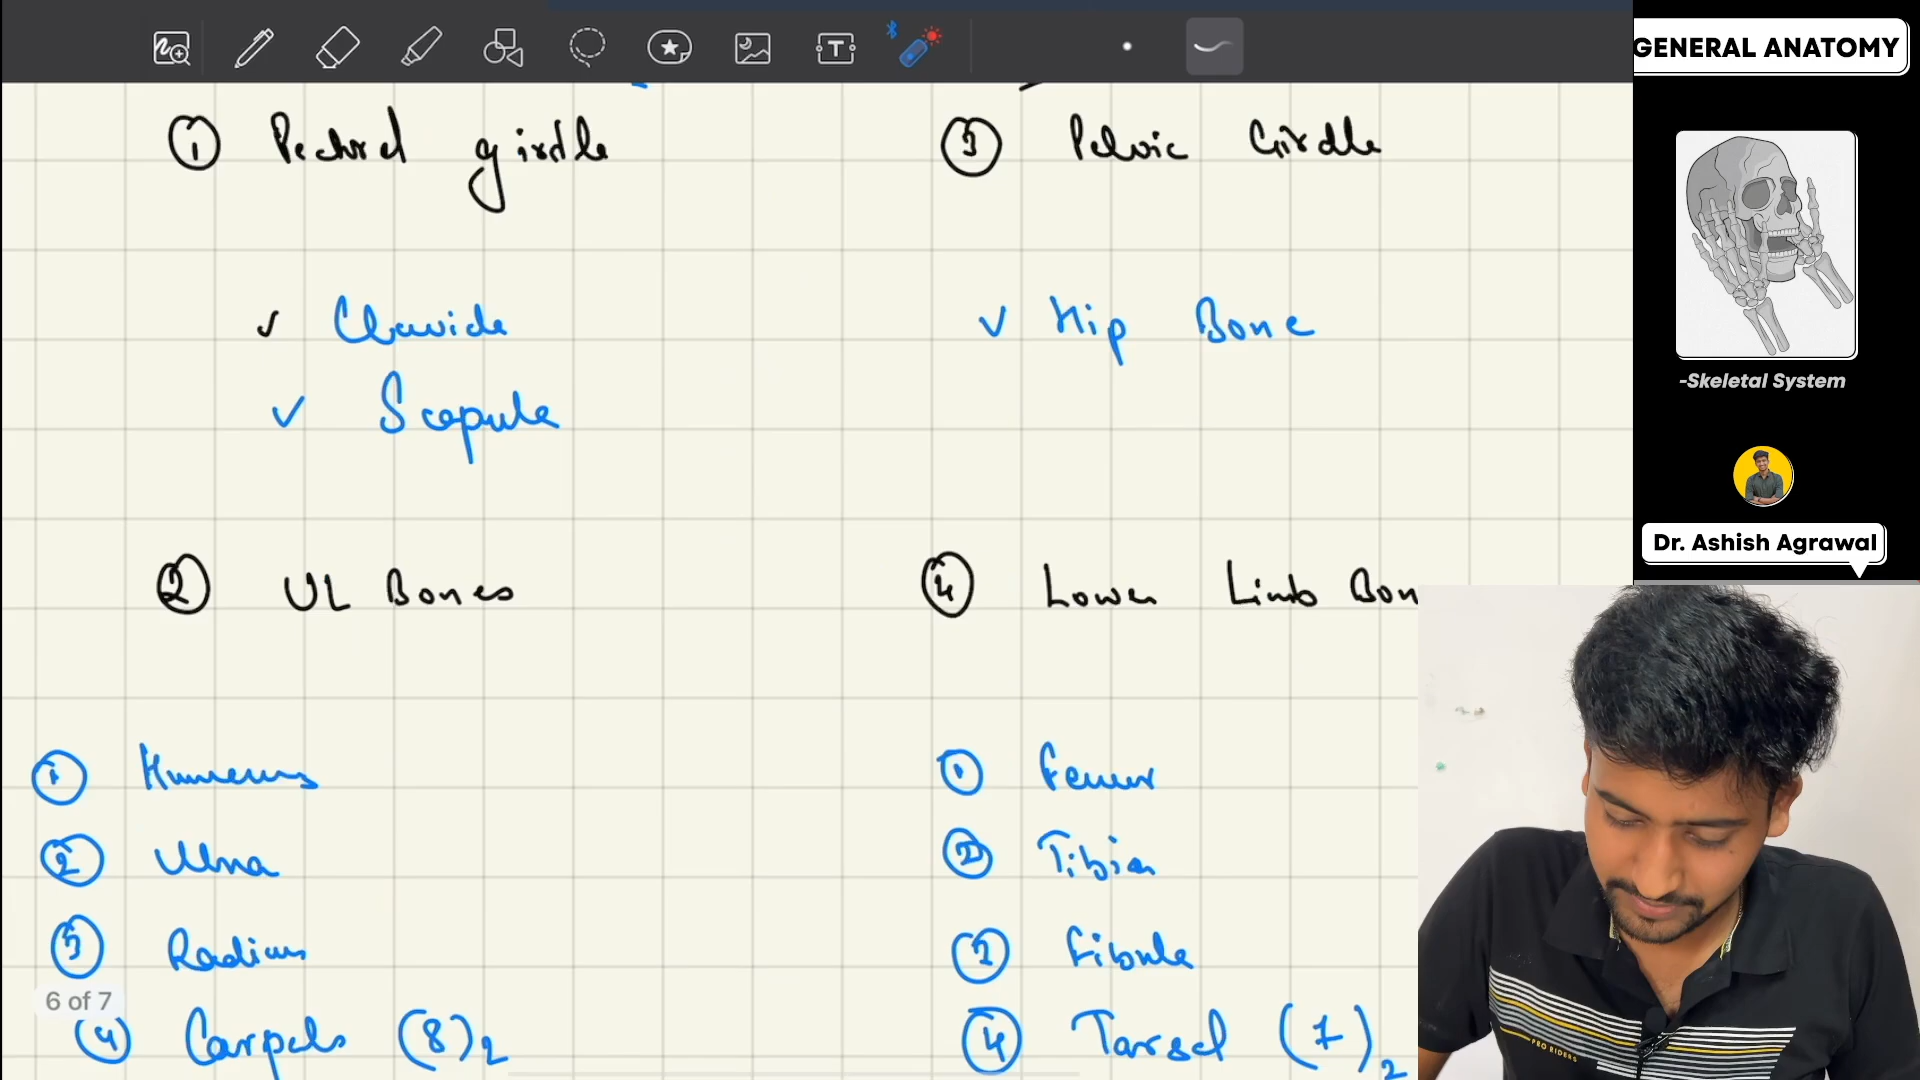 GENERAL ANATOMY
-Skeletal System
Dr. Ashish Agrawal
① Pectoral girdle
✓ Clavicle
✓ Scapula
② UL Bones
① Humerus
② Ulna
③ Radius
④ Carpals (8)₂
③ Pelvic Girdle
✓ Hip Bone
④ Lower Limb Bon
① Femur
② Tibia
③ Fibula
④ Tarsal (7)₂
6 of 7
PRO RIDERS